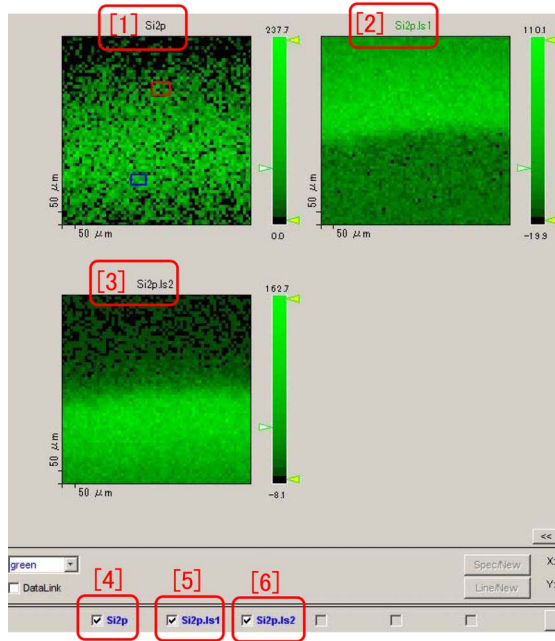 [1] Si2p
237.7
0.0
50 μm
50 μm
[2] Si2p.ls1
110.1
-19.9
50 μm
50 μm
[3] Si2p.ls2
162.7
-8.1
50 μm
50 μm
<<
green
Spec/New
X:
DataLink
Line/New
Y:
[4] [5] [6]
Si2p Si2p.ls1 Si2p.ls2